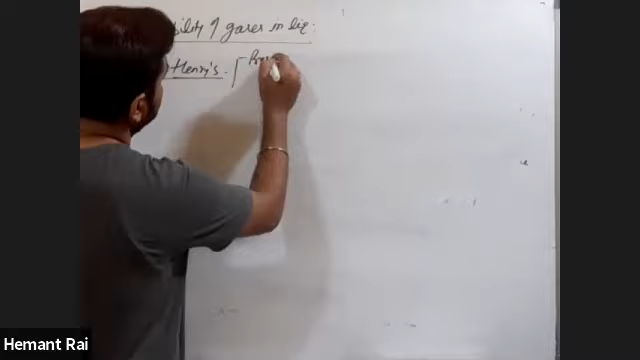 bility of gases in liq.
Henry's
Hemant Rai